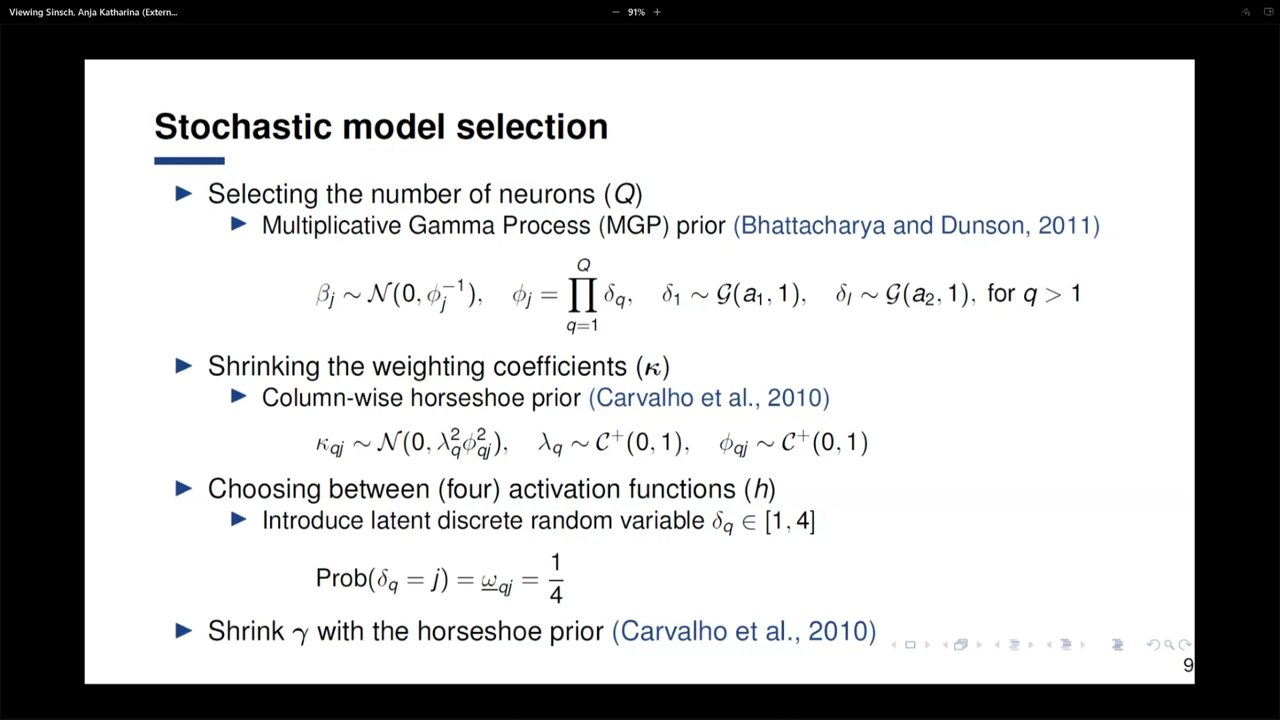 Viewing Sinsch, Anja Katharina (Extern...
− 91% +
Stochastic model selection
▶ Selecting the number of neurons (Q)
▶ Multiplicative Gamma Process (MGP) prior (Bhattacharya and Dunson, 2011)
β_j ∼ N(0, φ_j^{-1}), φ_j = ∏_{q=1}^{Q} δ_q, δ_1 ∼ G(a_1, 1), δ_l ∼ G(a_2, 1), for q > 1
▶ Shrinking the weighting coefficients (κ)
▶ Column-wise horseshoe prior (Carvalho et al., 2010)
κ_{qj} ∼ N(0, λ_q^2 φ_{qj}^2), λ_q ∼ C^+(0, 1), φ_{qj} ∼ C^+(0, 1)
▶ Choosing between (four) activation functions (h)
▶ Introduce latent discrete random variable δ_q ∈ [1, 4]
Prob(δ_q = j) = ω_{qj} = 1/4
▶ Shrink γ with the horseshoe prior (Carvalho et al., 2010)
9